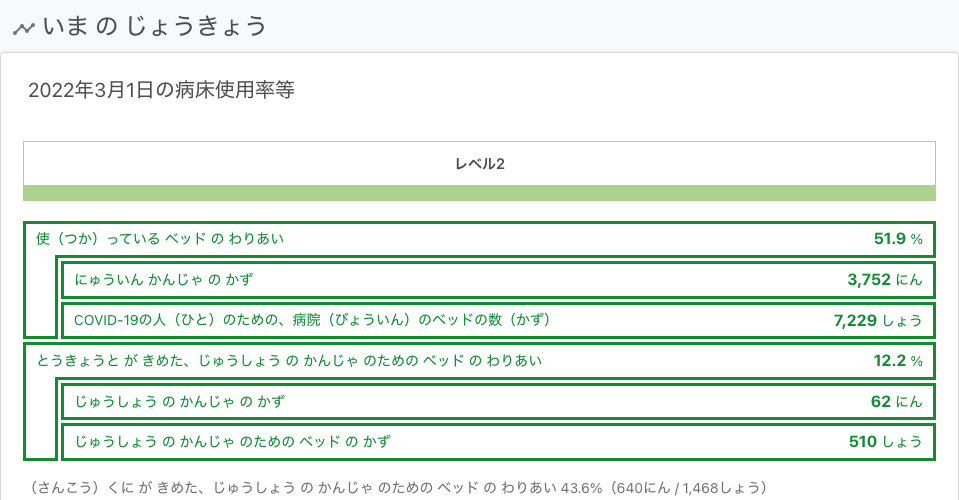 いま の じょうきょう
2022年3月1日の病床使用率等
レベル2
使（つか）っている ベッド の わりあい 51.9 %
にゅういん かんじゃ の かず 3,752 にん
COVID-19の人（ひと）のための、病院（びょういん）のベッドの数（かず） 7,229 しょう
とうきょうと が きめた、じゅうしょう の かんじゃ のための ベッド の わりあい 12.2 %
じゅうしょう の かんじゃ の かず 62 にん
じゅうしょう の かんじゃ のための ベッド の かず 510 しょう
（さんこう）くに が きめた、じゅうしょう の かんじゃ のための ベッド の わりあい 43.6%（640にん / 1,468しょう）